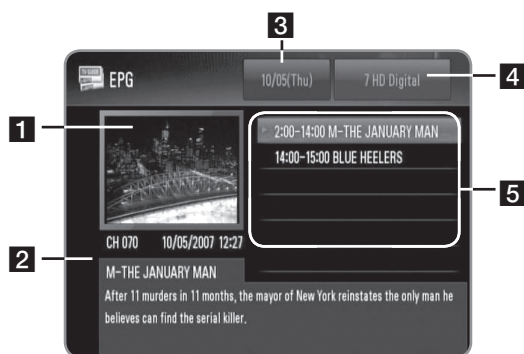 3
TV GUIDE
EPG
10/05(Thu)
7 HD Digital
4
1
2:00-14:00 M-THE JANUARY MAN
14:00-15:00 BLUE HEELERS
5
CH 070 10/05/2007 12:27
2
M-THE JANUARY MAN
After 11 murders in 11 months, the mayor of New York reinstates the only man he
believes can find the serial killer.